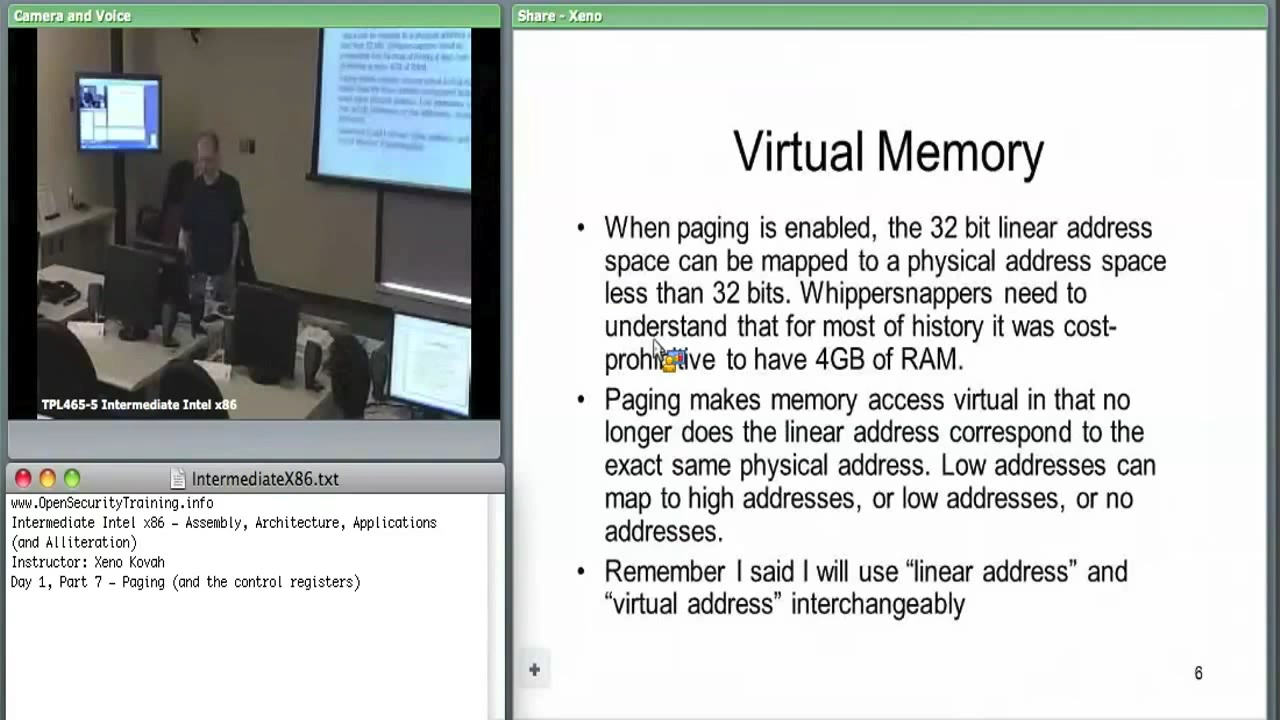 Camera and Voice
TPL465-5 Intermediate Intel x86
IntermediateX86.txt
www.OpenSecurityTraining.info
Intermediate Intel x86 – Assembly, Architecture, Applications
(and Alliteration)
Instructor: Xeno Kovah
Day 1, Part 7 – Paging (and the control registers)
Share - Xeno
Virtual Memory
• When paging is enabled, the 32 bit linear address
space can be mapped to a physical address space
less than 32 bits. Whippersnappers need to
understand that for most of history it was cost-
to have 4GB of RAM.
• Paging makes memory access virtual in that no
longer does the linear address correspond to the
exact same physical address. Low addresses can
map to high addresses, or low addresses, or no
addresses.
• Remember I said I will use “linear address” and
“virtual address” interchangeably
6